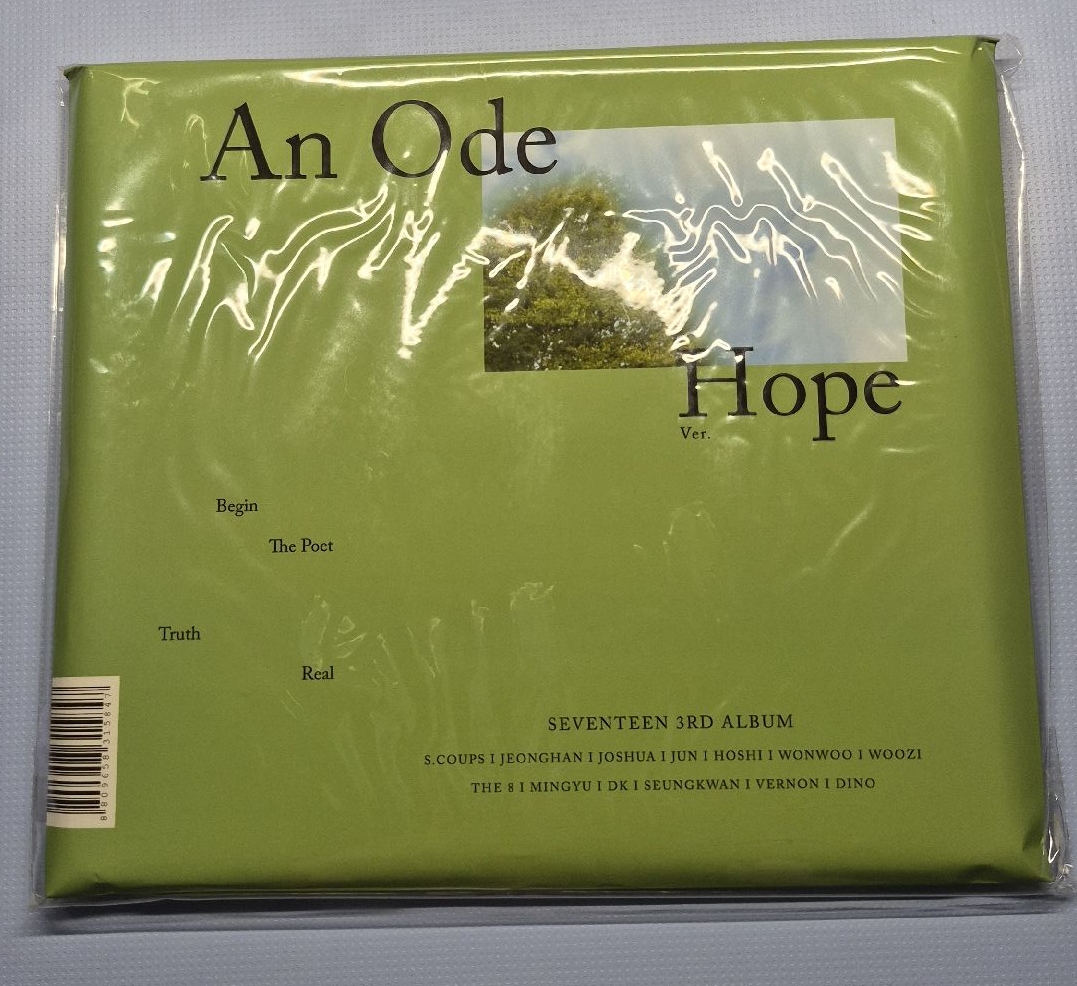 An Ode
Hope
Ver.
Begin
The Poet
Truth
Real
SEVENTEEN 3RD ALBUM
S.COUPS I JEONGHAN I JOSHUA I JUN I HOSHI I WONWOO I WOOZI
THE 8 I MINGYU I DK I SEUNGKWAN I VERNON I DINO
8809658315847